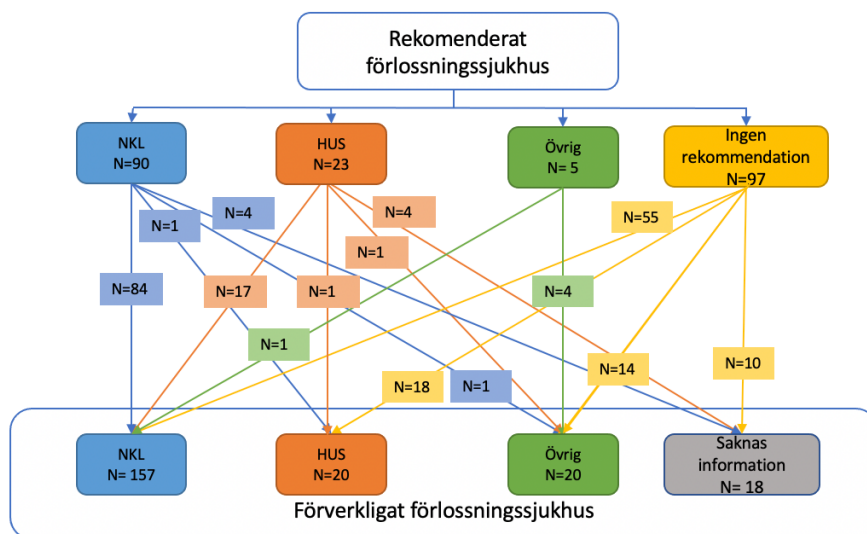 Rekomenderat
förlossningssjukhus
NKL
N=90
HUS
N=23
Övrig
N= 5
Ingen
rekommendation
N=97
N=1
N=4
N=4
N=55
N=1
N=84
N=17
N=1
N=4
N=1
N=18
N=1
N=14
N=10
NKL
N= 157
HUS
N=20
Övrig
N=20
Saknas
information
N= 18
Förverkligat förlossningssjukhus